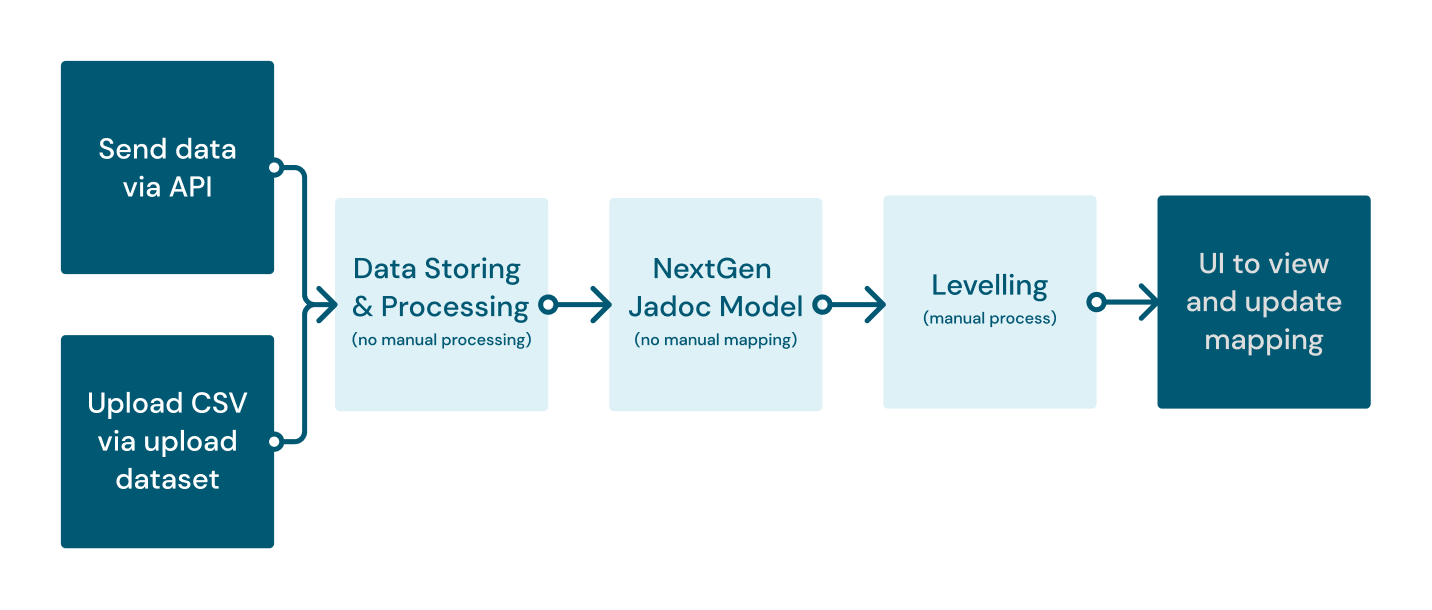 Send data
via API
Upload CSV
via upload
dataset
Data Storing
& Processing
(no manual processing)
NextGen
Jadoc Model
(no manual mapping)
Levelling
(manual process)
UI to view
and update
mapping